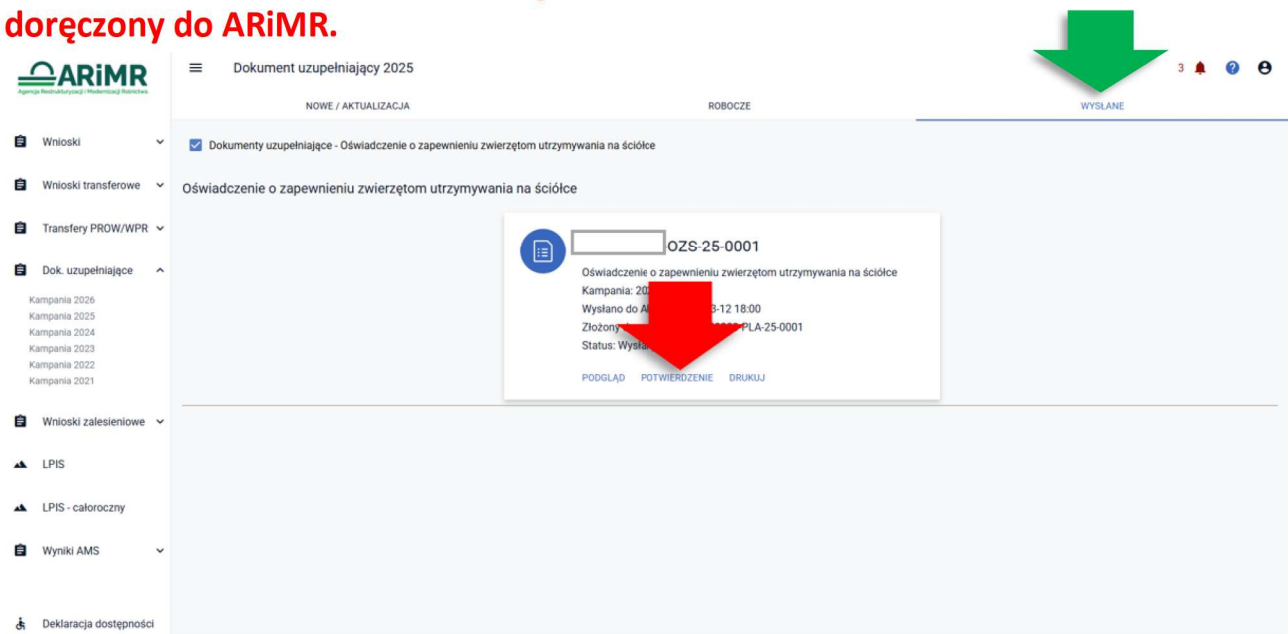 doręczony do ARiMR.
ARiMR
Agencja Restrukturyzacji i Modernizacji Rolnictwa
Dokument uzupełniający 2025
3
NOWE / AKTUALIZACJA
ROBOCZE
WYSŁANE
Wnioski
Wnioski transferowe
Transfery PROW/WPR
Dok. uzupełniające
Kampania 2026
Kampania 2025
Kampania 2024
Kampania 2023
Kampania 2022
Kampania 2021
Wnioski zalesieniowe
LPIS
LPIS - całoroczny
Wyniki AMS
Deklaracja dostępności
Dokumenty uzupełniające - Oświadczenie o zapewnieniu zwierzętom utrzymywania na ściółce
Oświadczenie o zapewnieniu zwierzętom utrzymywania na ściółce
OZS-25-0001
Oświadczenie o zapewnieniu zwierzętom utrzymywania na ściółce
Kampania:
Wysłano do 3-12 18:00
Złożony PLA-25-0001
Status:
PODGLĄD POTWIERDZENIE DRUKUJ